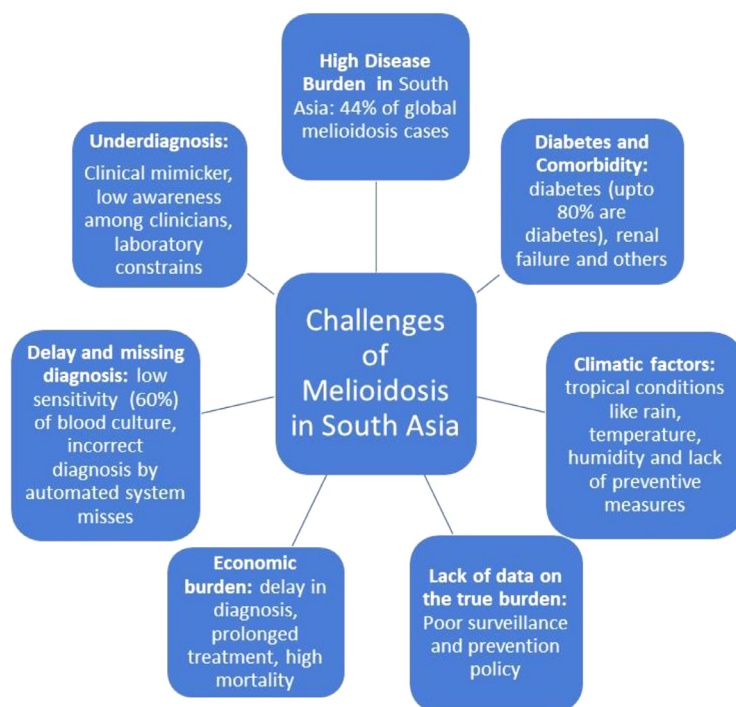 High Disease
Burden in South
Asia: 44% of global
melioidosis cases
Diabetes and
Comorbidity:
diabetes (upto
80% are
diabetes), renal
failure and others
Climatic factors:
tropical conditions
like rain,
temperature,
humidity and lack
of preventive
measures
Lack of data on
the true burden:
Poor surveillance
and prevention
policy
Economic
burden: delay in
diagnosis,
prolonged
treatment, high
mortality
Delay and missing
diagnosis: low
sensitivity (60%)
of blood culture,
incorrect
diagnosis by
automated system
misses
Underdiagnosis:
Clinical mimicker,
low awareness
among clinicians,
laboratory
constrains
Challenges
of
Melioidosis
in South Asia